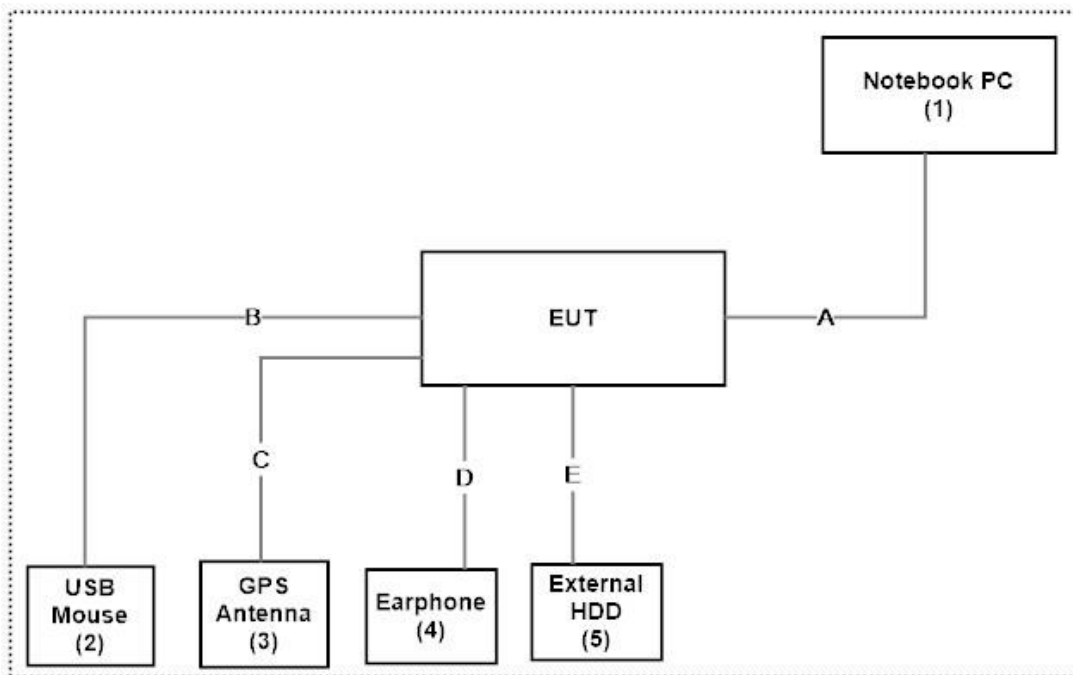 Notebook PC
(1)
EUT
B
A
C
D
E
USB
Mouse
(2)
GPS
Antenna
(3)
Earphone
(4)
External
HDD
(5)